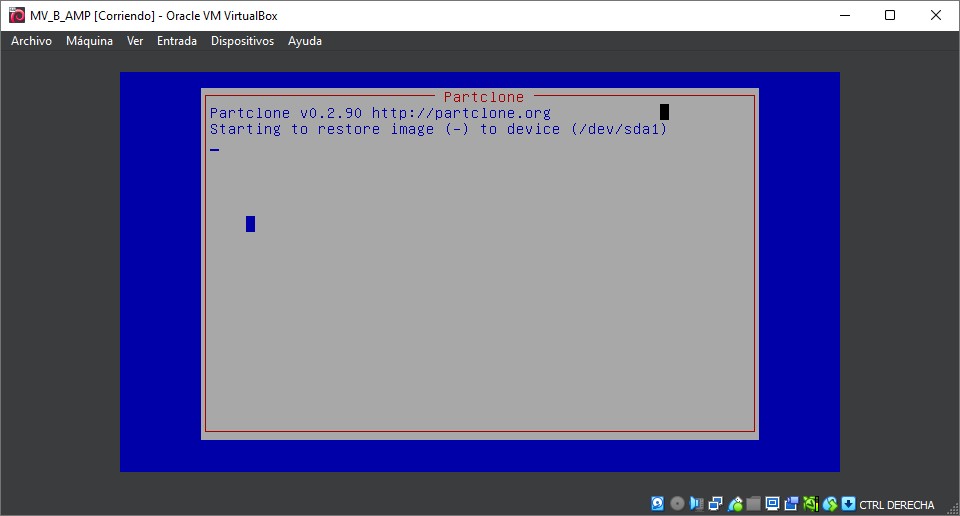 MV_B_AMP [Corriendo] - Oracle VM VirtualBox
Archivo Máquina Ver Entrada Dispositivos Ayuda
Partclone
Partclone v0.2.90 http://partclone.org
Starting to restore image (-) to device (/dev/sda1)
CTRL DERECHA